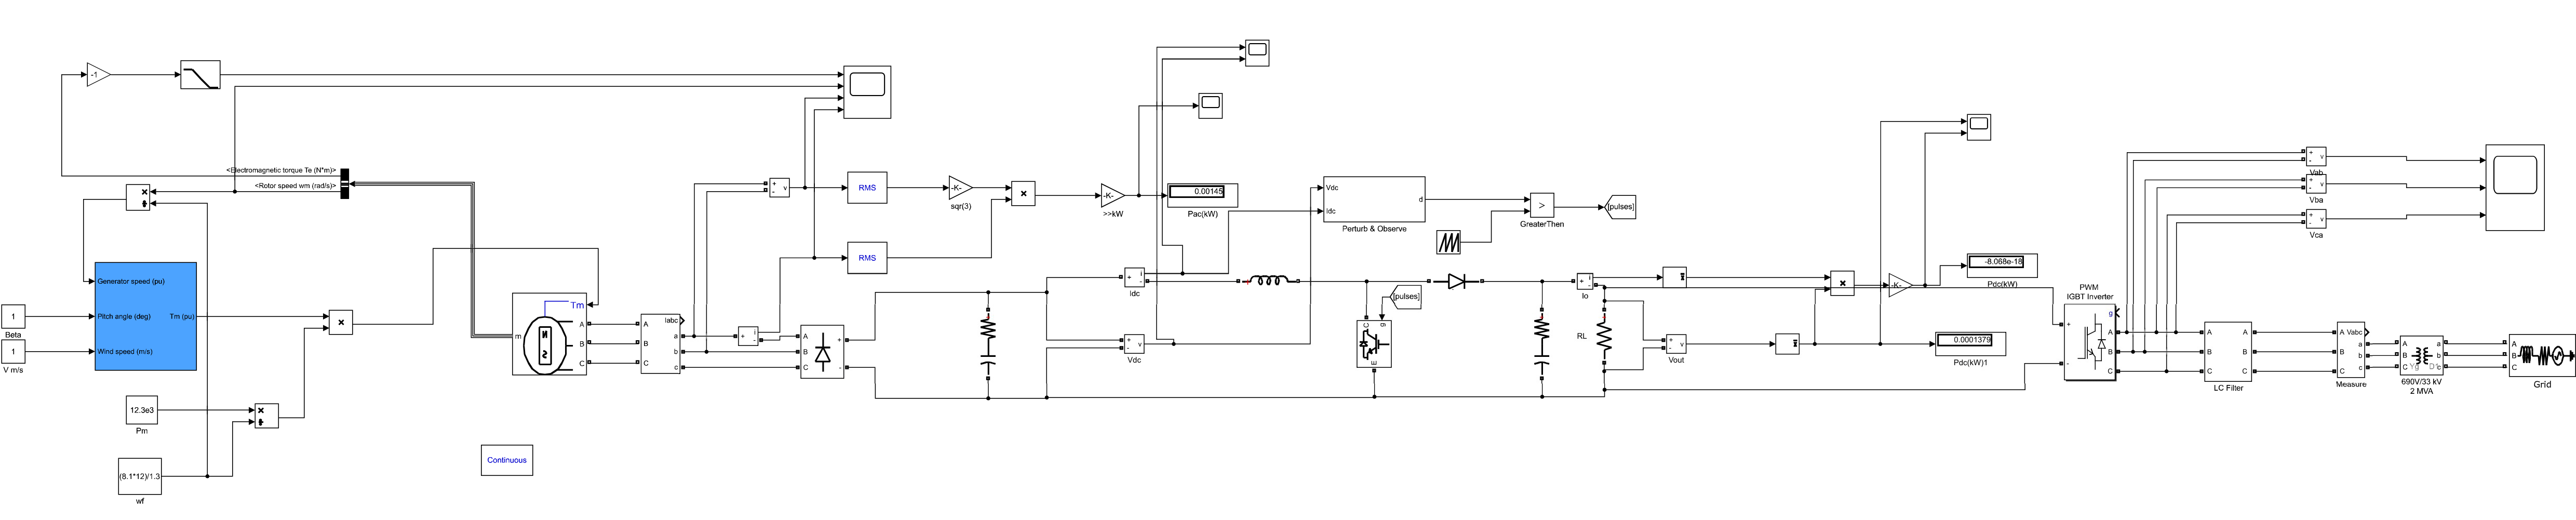 -1
<Electromagnetic torque Te (N*m)>
<Rotor speed wm (rad/s)>
Generator speed (pu)
Pitch angle (deg)
Wind speed (m/s)
Tm (pu)
1
Beta
1
V m/s
12.3e3
Pm
(8.1*12)/1.3
wf
Continuous
Tm
m
N
S
A
B
C
A
B
C
Iabc
a
b
c
+
-
i
A
B
C
+
-
+
-
v
RMS
RMS
-K-
sqr(3)
-K-
>>kW
0.00145
Pac(kW)
+
-
i
Idc
+
-
v
Vdc
Vdc
Idc
d
Perturb & Observe
>
GreaterThen
[pulses]
[pulses]
g
C
E
+
-
i
Io
RL
+
-
v
Vout
-K-
-8.068e-18
Pdc(kW)
0.0001379
Pdc(kW)1
PWM
IGBT Inverter
g
+
-
A
B
C
+
-
v
Vab
+
-
v
Vba
+
-
v
Vca
A
B
C
A
B
C
LC Filter
A
B
C
Vabc
a
b
c
Measure
A
B
C
Yg
D1
a
b
c
690V/33 kV
2 MVA
A
B
C
Grid